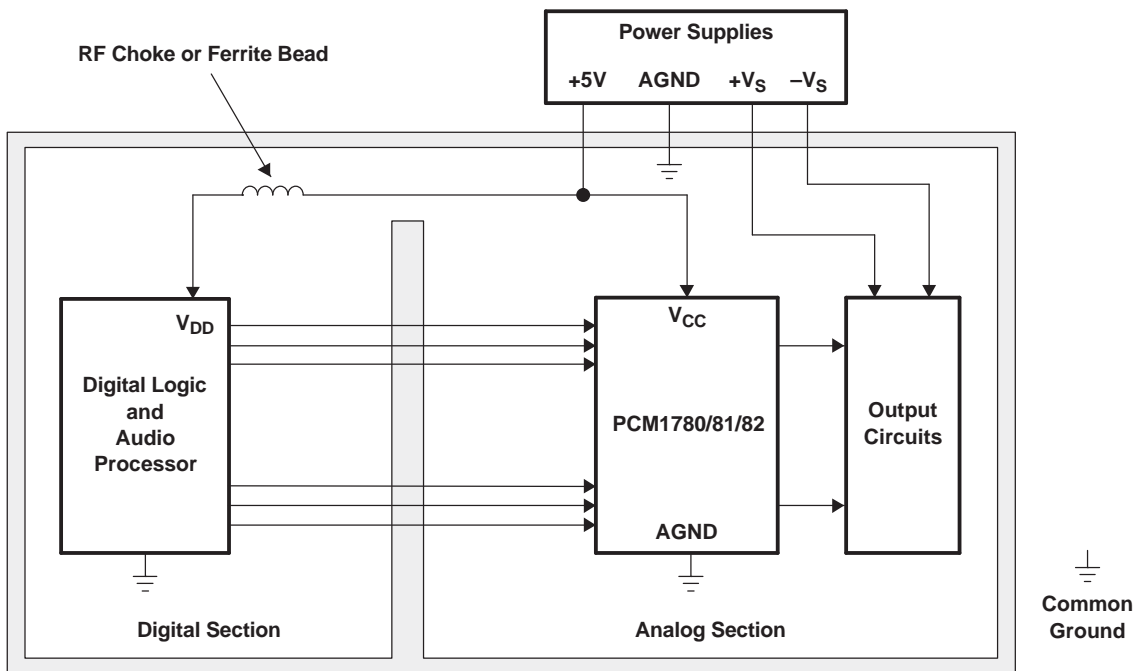 Power Supplies
RF Choke or Ferrite Bead
+5V AGND +VS –VS
VDD
VCC
Digital Logic
and
Audio
Processor
PCM1780/81/82
Output
Circuits
AGND
Digital Section
Analog Section
Common
Ground